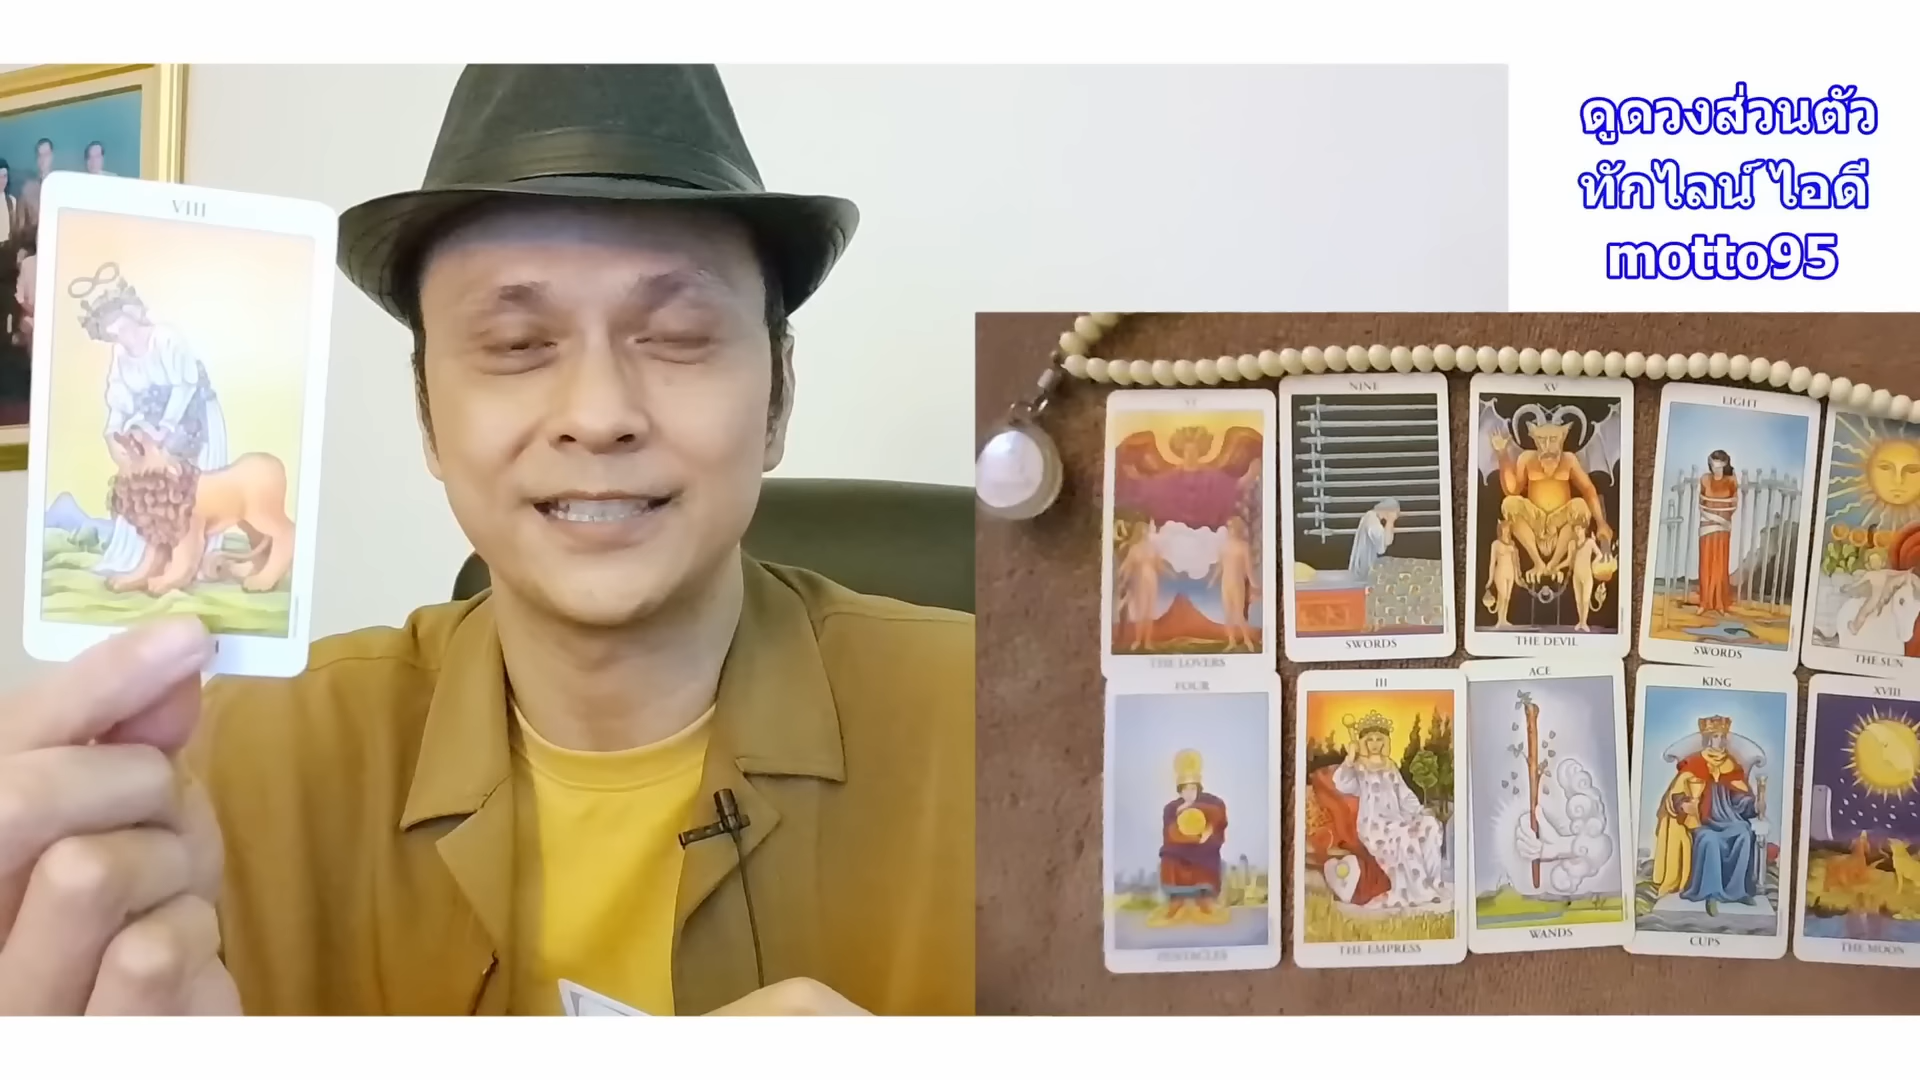 ดูดวงส่วนตัว
ทักไลน์ ไอดี
motto95
VIII
VI
NINE
XV
EIGHT
THE LOVERS
SWORDS
THE DEVIL
SWORDS
THE SUN
FOUR
III
ACE
KING
XVIII
PENTACLES
THE EMPRESS
WANDS
CUPS
THE MOON